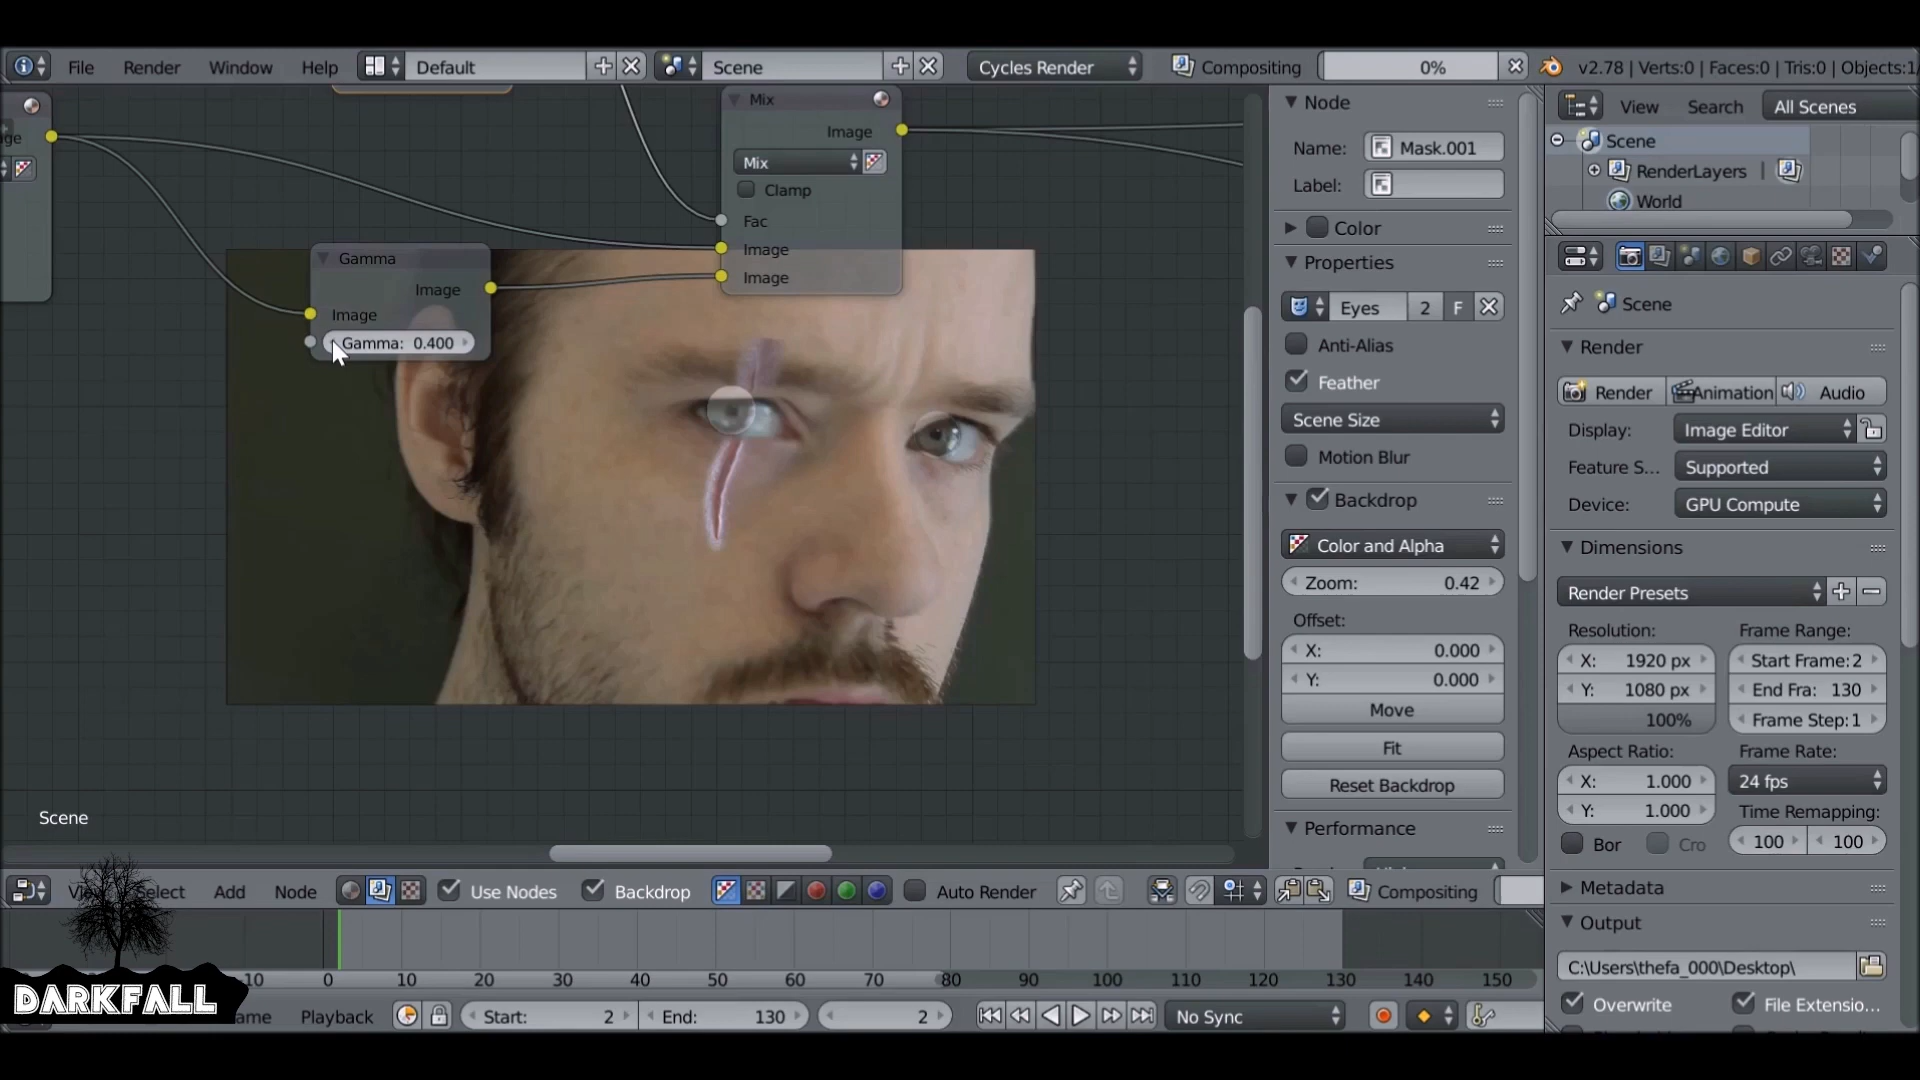 File Render Window Help Default Scene Cycles Render Compositing 0% v2.78 | Verts:0 | Faces:0 | Tris:0 | Objects:1/
Mix
Image
Mix
Clamp
Fac
Image
Image
Gamma
Image
Image
Gamma: 0.400
Scene
Node
Name: Mask.001
Label:
Color
Properties
Eyes 2 F
Anti-Alias
Feather
Scene Size
Motion Blur
Backdrop
Color and Alpha
Zoom: 0.42
Offset:
X: 0.000
Y: 0.000
Move
Fit
Reset Backdrop
Performance
View Search All Scenes
Scene
RenderLayers
World
Scene
Render
Render Animation Audio
Display: Image Editor
Feature S... Supported
Device: GPU Compute
Dimensions
Render Presets
Resolution: Frame Range:
X: 1920 px Start Frame: 2
Y: 1080 px End Fra: 130
100% Frame Step: 1
Aspect Ratio: Frame Rate:
X: 1.000 24 fps
Y: 1.000 Time Remapping:
Bor Cro 100 100
Metadata
Output
C:\Users\thefa_000\Desktop\
Overwrite File Extensio...
Select Add Node Use Nodes Backdrop Auto Render Compositing
0 10 20 30 40 50 60 70 80 90 100 110 120 130 140 150
Playback Start: 2 End: 130 2 No Sync
DARKFALL